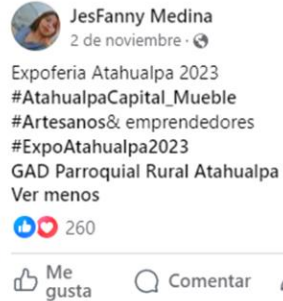 JesFanny Medina
2 de noviembre ·
Expoferia Atahualpa 2023
#AtahualpaCapital_Mueble
#Artesanos& emprendedores
#ExpoAtahualpa2023
GAD Parroquial Rural Atahualpa
Ver menos
260
Me gusta
Comentar